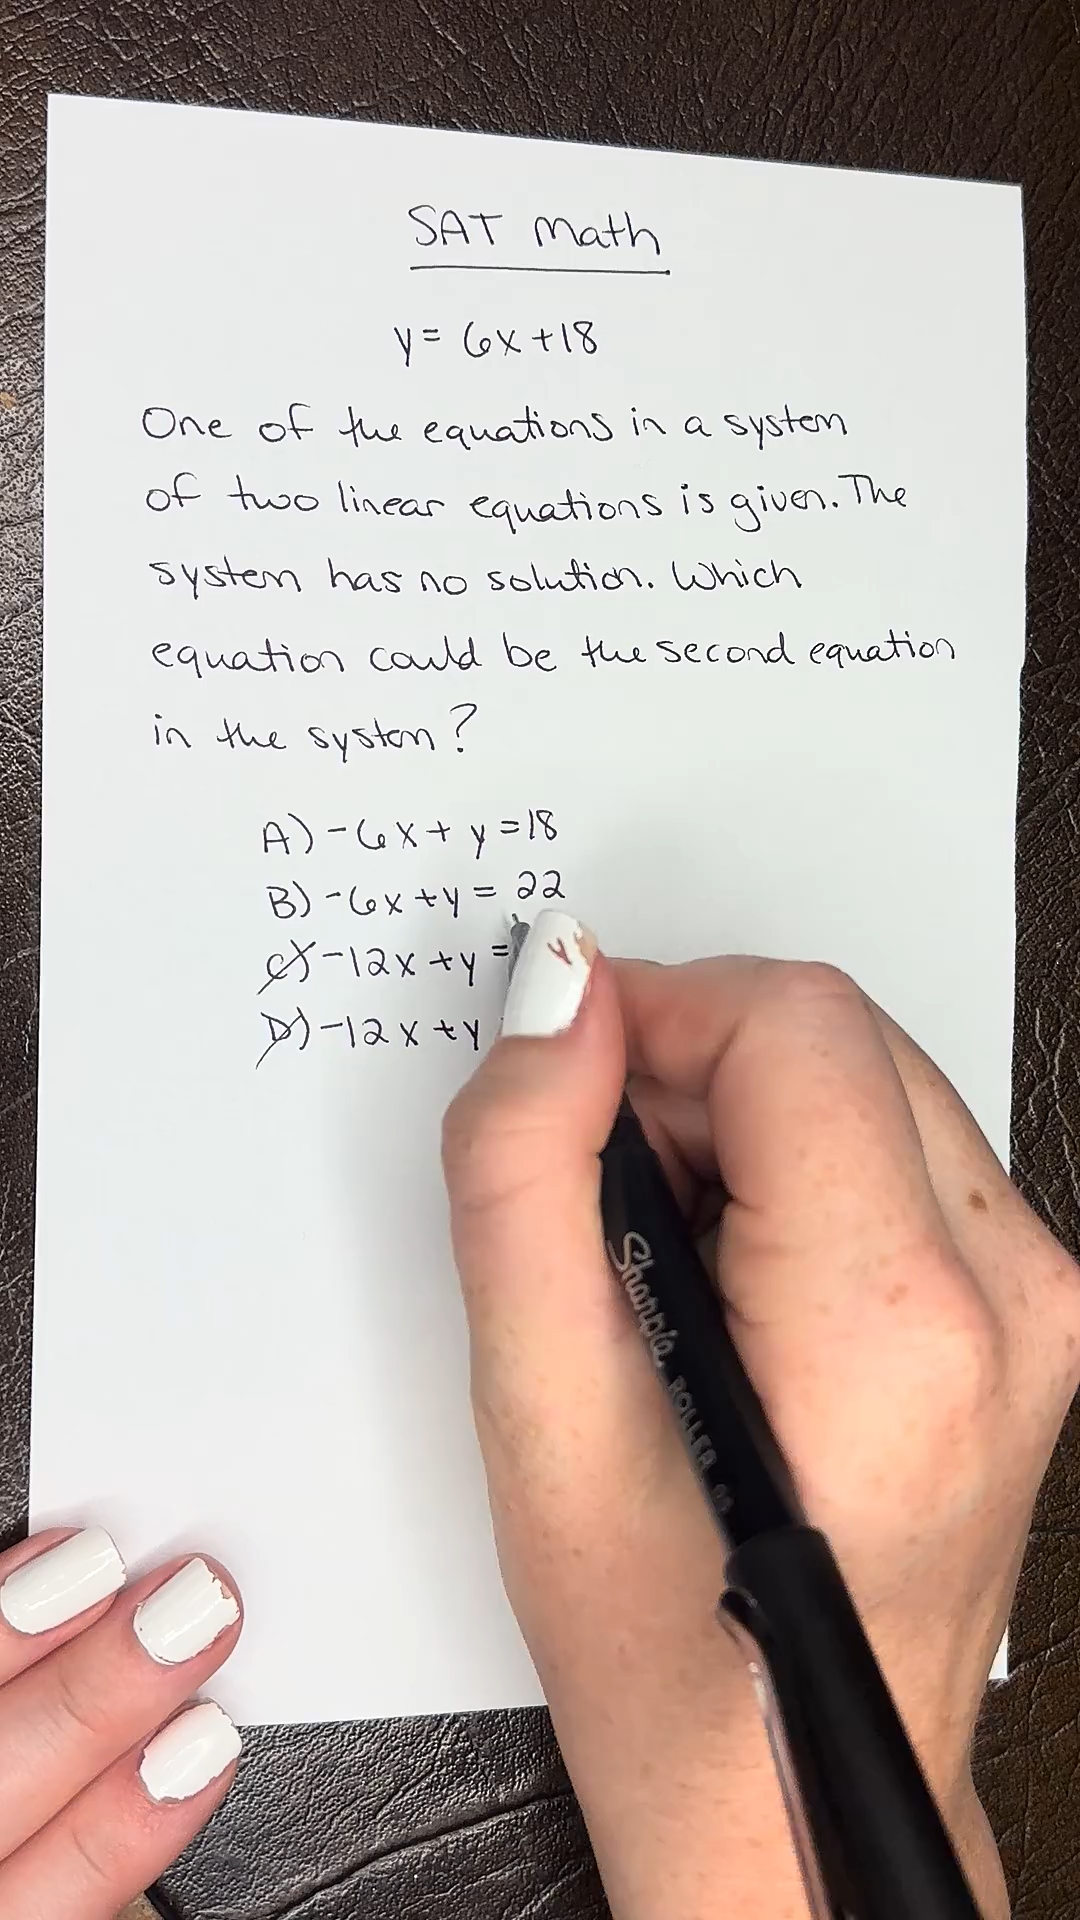 SAT Math
y = 6x + 18
One of the equations in a system
of two linear equations is given. The
system has no solution. Which
equation could be the second equation
in the system?
A) -6x + y = 18
B) -6x + y = 22
C) -12x + y =
D) -12x + y
Sharpie. ROLLER